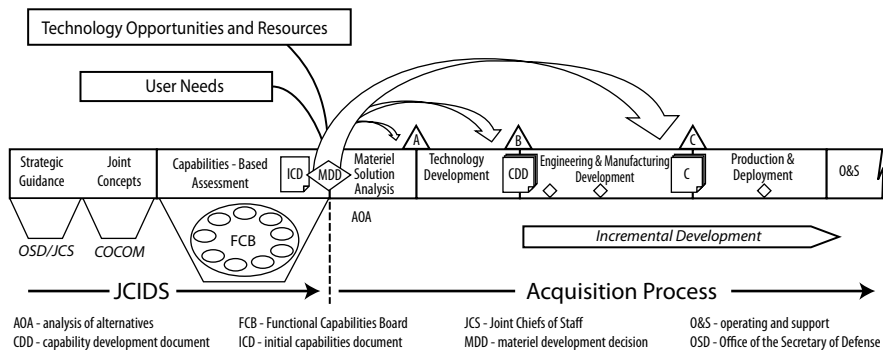 Technology Opportunities and Resources
User Needs
A
B
C
Strategic
Guidance
Joint
Concepts
Capabilities - Based
Assessment
ICD
MDD
Materiel
Solution
Analysis
Technology
Development
CDD
Engineering & Manufacturing
Development
C
Production &
Deployment
O&S
AOA
OSD/JCS
COCOM
FCB
Incremental Development
JCIDS
Acquisition Process
AOA - analysis of alternatives
CDD - capability development document
FCB - Functional Capabilities Board
ICD - initial capabilities document
JCS - Joint Chiefs of Staff
MDD - materiel development decision
O&S - operating and support
OSD - Office of the Secretary of Defense